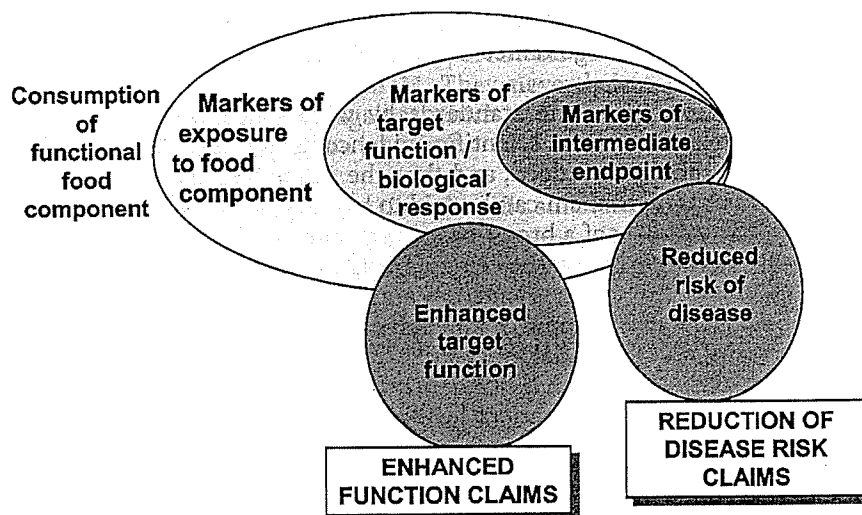 Consumption
of
functional
food
component
Markers of
exposure
to food
component
Markers of
target
function /
biological
response
Markers of
intermediate
endpoint
Enhanced
target
function
Reduced
risk of
disease
ENHANCED
FUNCTION CLAIMS
REDUCTION OF
DISEASE RISK
CLAIMS